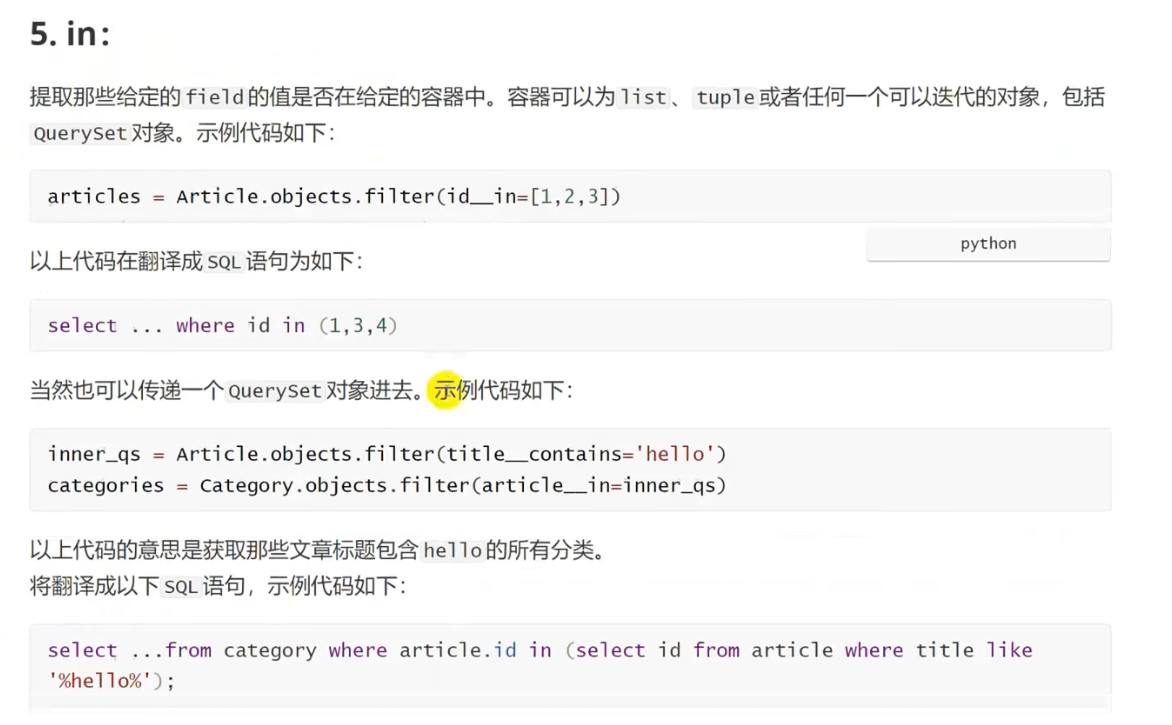 5. in：
提取那些给定的field的值是否在给定的容器中。容器可以为list、tuple或者任何一个可以迭代的对象，包括
QuerySet对象。示例代码如下：
articles = Article.objects.filter(id__in=[1,2,3])
python
以上代码在翻译成SQL语句为如下：
select ... where id in (1,3,4)
当然也可以传递一个QuerySet对象进去。示例代码如下：
inner_qs = Article.objects.filter(title__contains='hello')
categories = Category.objects.filter(article__in=inner_qs)
以上代码的意思是获取那些文章标题包含hello的所有分类。
将翻译成以下SQL语句，示例代码如下：
select ...from category where article.id in (select id from article where title like
'%hello%');